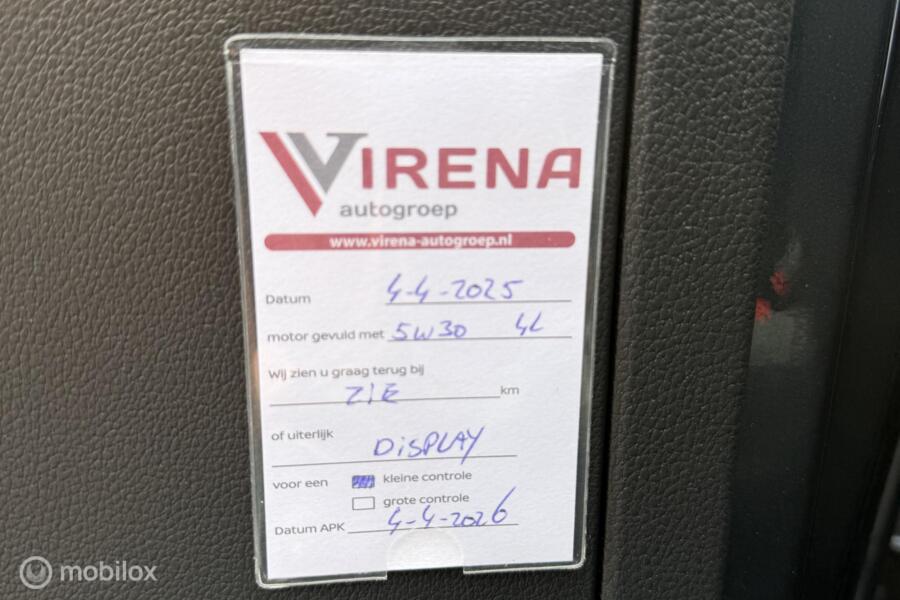 VIRENA
autogroep
www.virena-autogroep.nl
Datum 4-4-2025
motor gevuld met 5W30 4L
Wij zien u graag terug bij
ZIE km
of uiterlijk
DiSPLAY
voor een kleine controle
grote controle
Datum APK 4-4-2026
mobilox